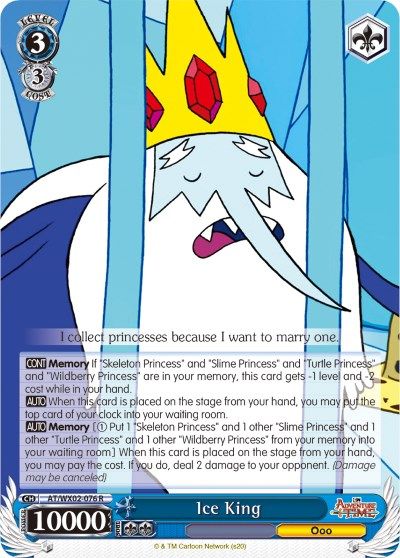 LEVEL
3
3
COST
I collect princesses because I want to marry one.
CONT Memory If "Skeleton Princess" and "Slime Princess" and "Turtle Princess"
and "Wildberry Princess" are in your memory, this card gets -1 level and -2
cost while in your hand.
AUTO When this card is placed on the stage from your hand, you may put the
top card of your clock into your waiting room.
AUTO Memory [① Put 1 "Skeleton Princess" and 1 other "Slime Princess" and 1
other "Turtle Princess" and 1 other "Wildberry Princess" from your memory into
your waiting room] When this card is placed on the stage from your hand,
you may pay the cost. If you do, deal 2 damage to your opponent. (Damage
may be canceled)
CH AT/WX02-076 R
POWER 10000
SOUL
Ice King
Ooo
ADVENTURE TIME
© & TM Cartoon Network (s20)